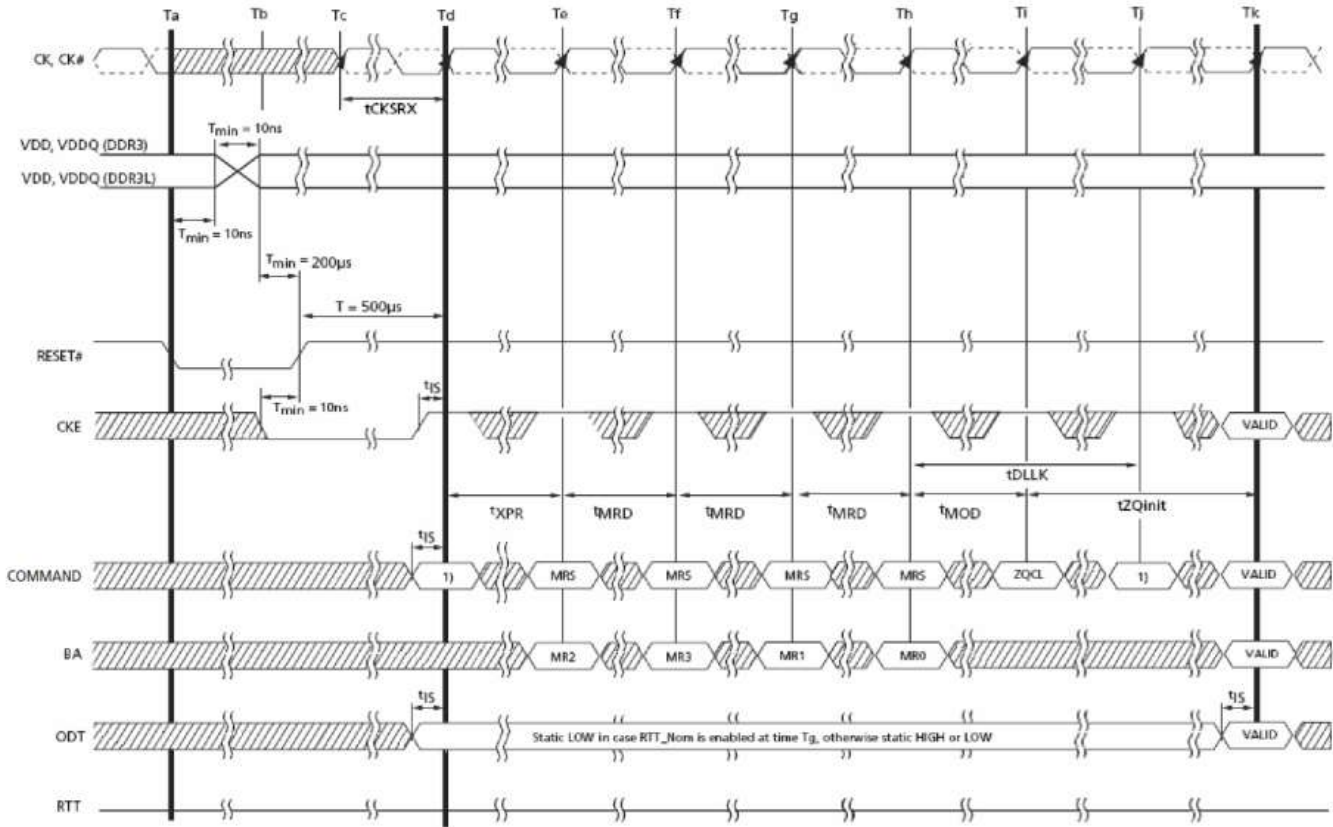 Ta Tb Tc Td Te Tf Tg Th Ti Tj Tk
CK, CK#
tCKSRX
Tmin = 10ns
VDD, VDDQ (DDR3)
VDD, VDDQ (DDR3L)
Tmin = 10ns
Tmin = 200µs
T = 500µs
RESET#
tIS
Tmin = 10ns
CKE VALID
tDLLK
tXPR tMRD tMRD tMRD tMOD tZQinit
tIS
COMMAND 1) MRS MRS MRS MRS ZQCL 1) VALID
BA MR2 MR3 MR1 MR0 VALID
tIS tIS
ODT Static LOW in case RTT_Nom is enabled at time Tg, otherwise static HIGH or LOW VALID
RTT